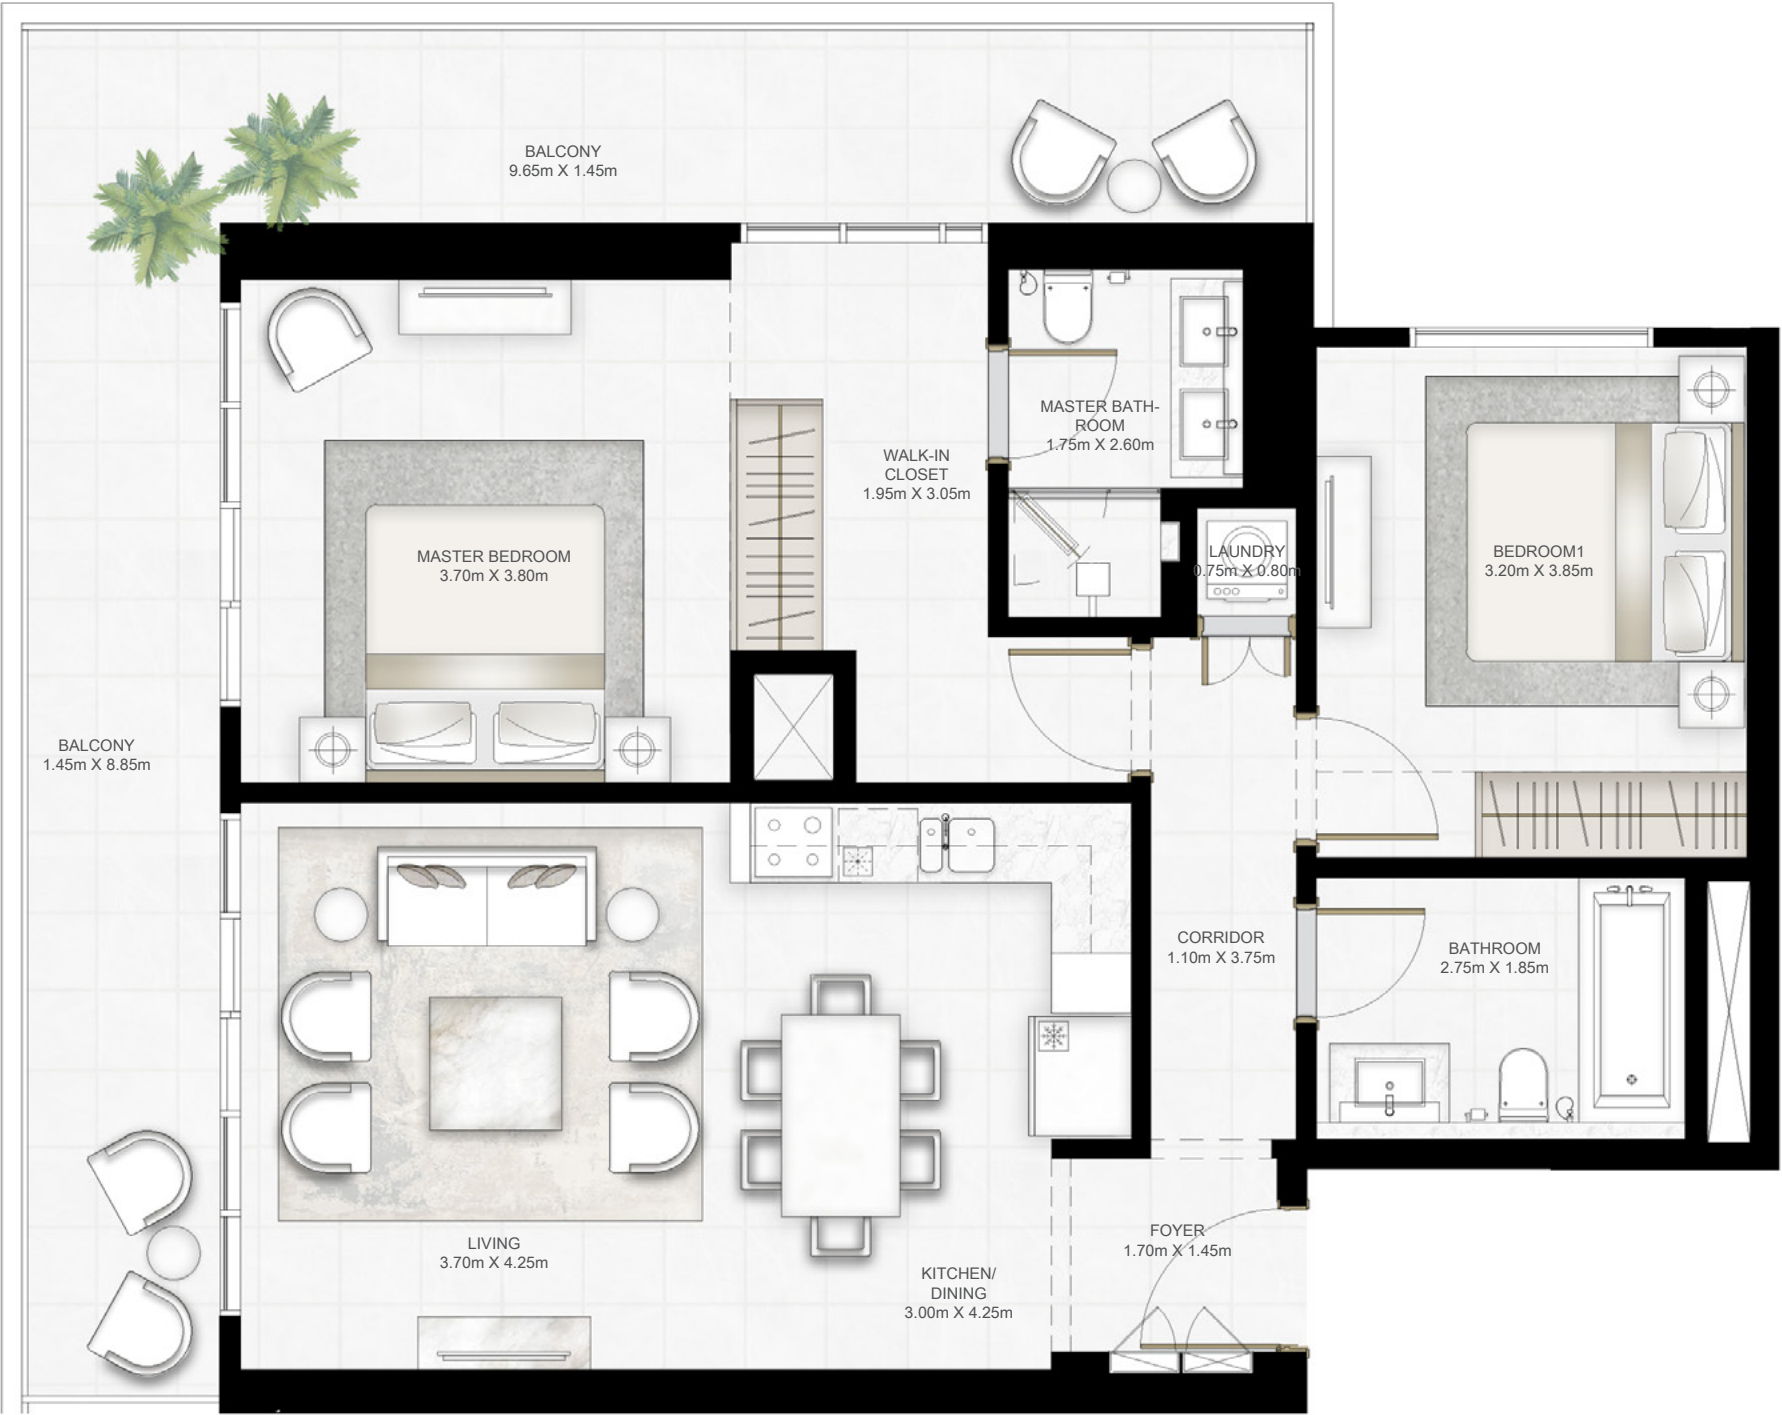 BALCONY
9.65m X 1.45m
MASTER BATH-
ROOM
1.75m X 2.60m
WALK-IN
CLOSET
1.95m X 3.05m
MASTER BEDROOM
3.70m X 3.80m
LAUNDRY
0.75m X 0.80m
BEDROOM1
3.20m X 3.85m
BALCONY
1.45m X 8.85m
CORRIDOR
1.10m X 3.75m
BATHROOM
2.75m X 1.85m
LIVING
3.70m X 4.25m
KITCHEN/
DINING
3.00m X 4.25m
FOYER
1.70m X 1.45m